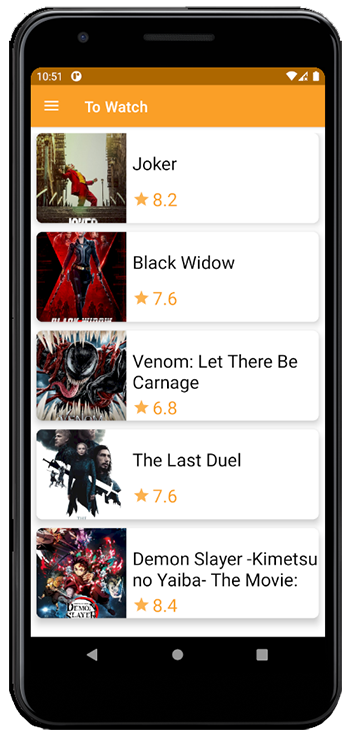 10:51
To Watch
JOKER
Joker
8.2
BLACK WIDOW
Black Widow
7.6
VENOM
Venom: Let There Be
Carnage
6.8
The Last Duel
7.6
DEMON
SLAYER
Demon Slayer -Kimetsu
no Yaiba- The Movie:
8.4